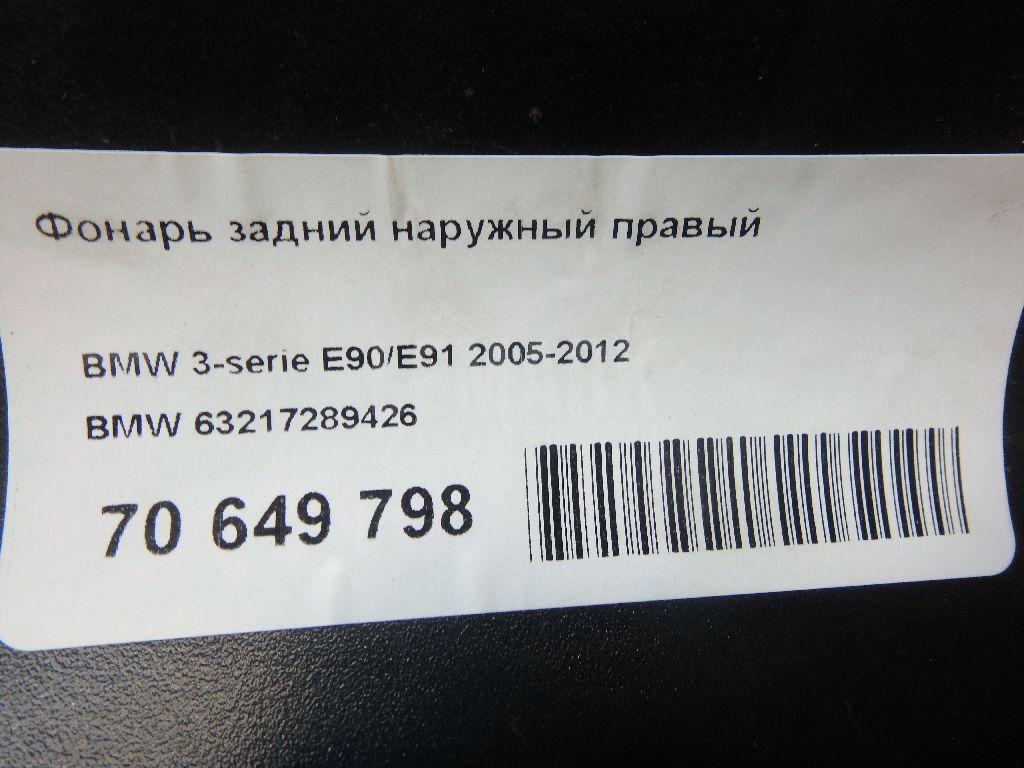 Фонарь задний наружный правый
BMW 3-serie E90/E91 2005-2012
BMW 63217289426
70 649 798